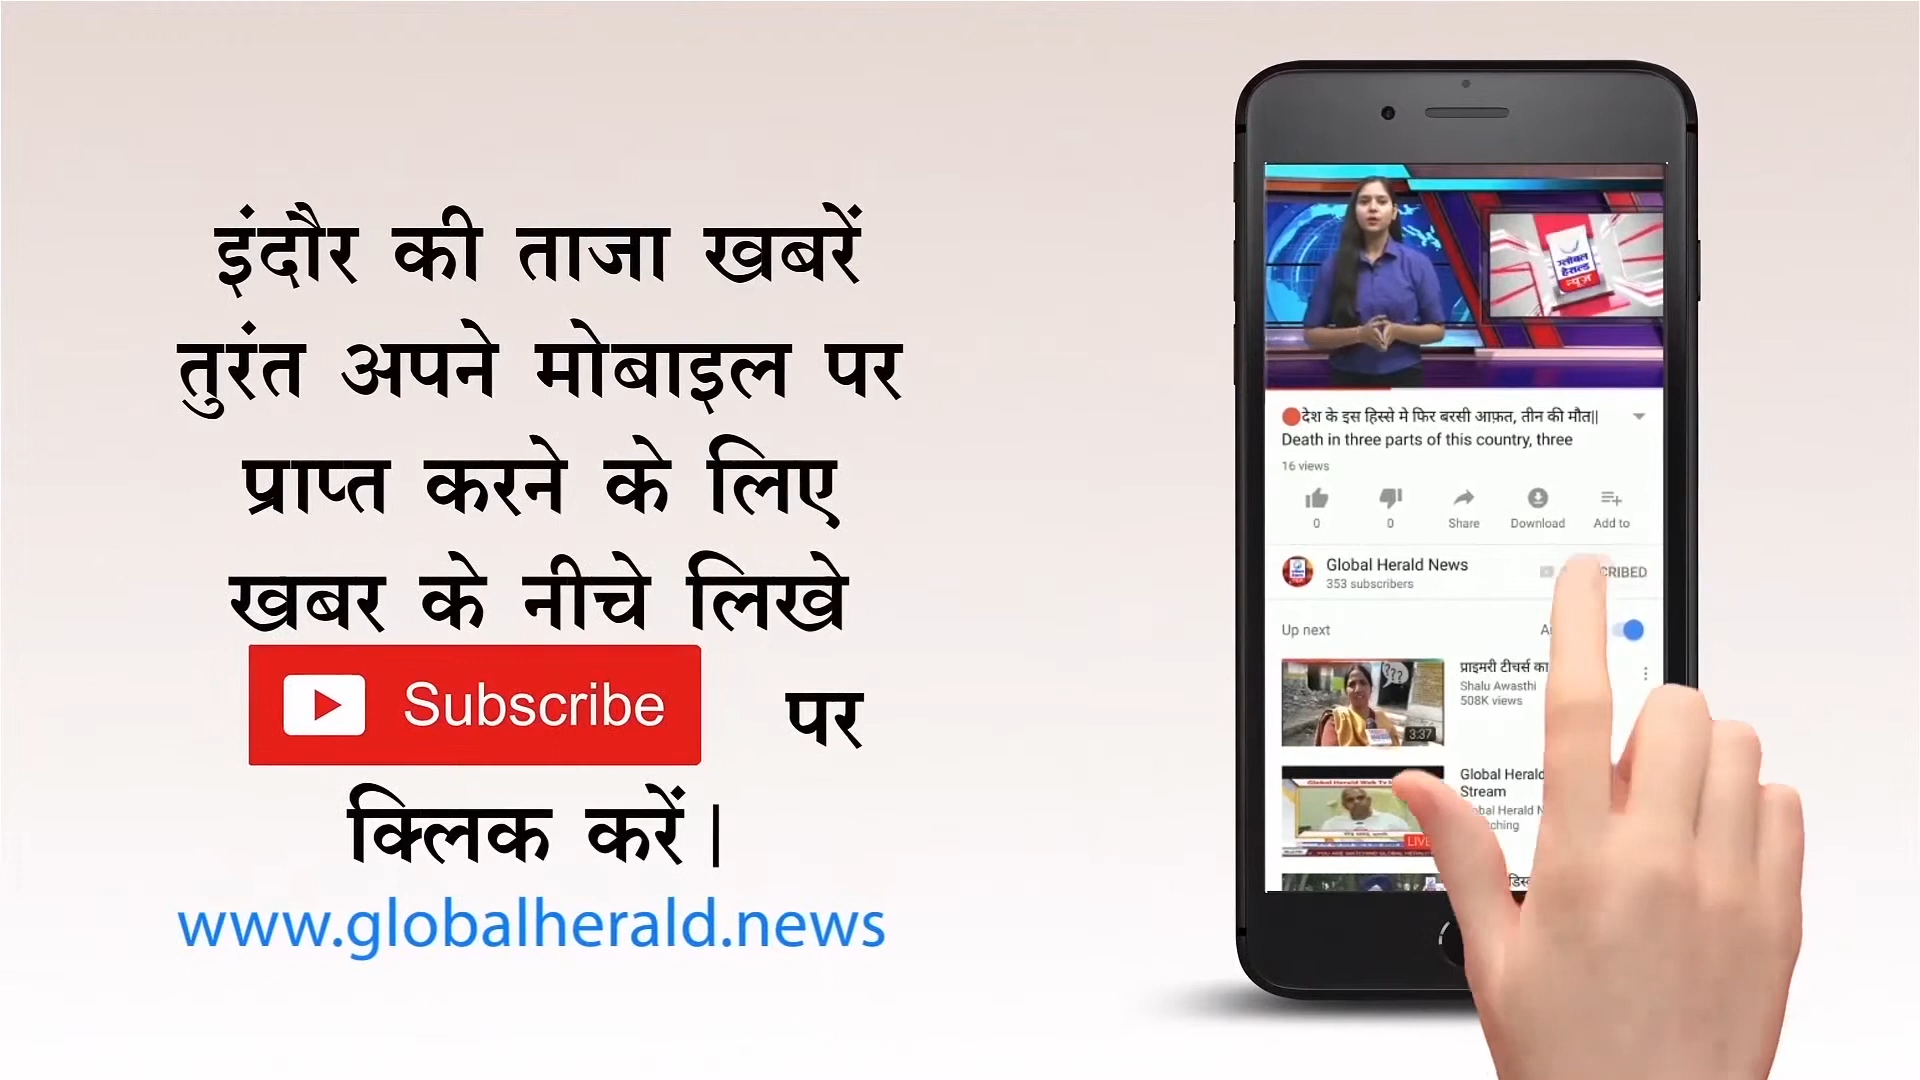 इंदौर की ताजा खबरें
तुरंत अपने मोबाइल पर
प्राप्त करने के लिए
खबर के नीचे लिखे
Subscribe पर
क्लिक करें।
www.globalherald.news
ग्लोबल
हेराल्ड
न्यूज़
देश के इस हिस्से मे फिर बरसी आफ़त, तीन की मौत||
Death in three parts of this country, three
16 views
0 0 Share Download Add to
Global Herald News
353 subscribers
Up next
प्राइमरी टीचर्स का
Shalu Awasthi
508K views
???
3:37
Global Herald
Stream
LIVE